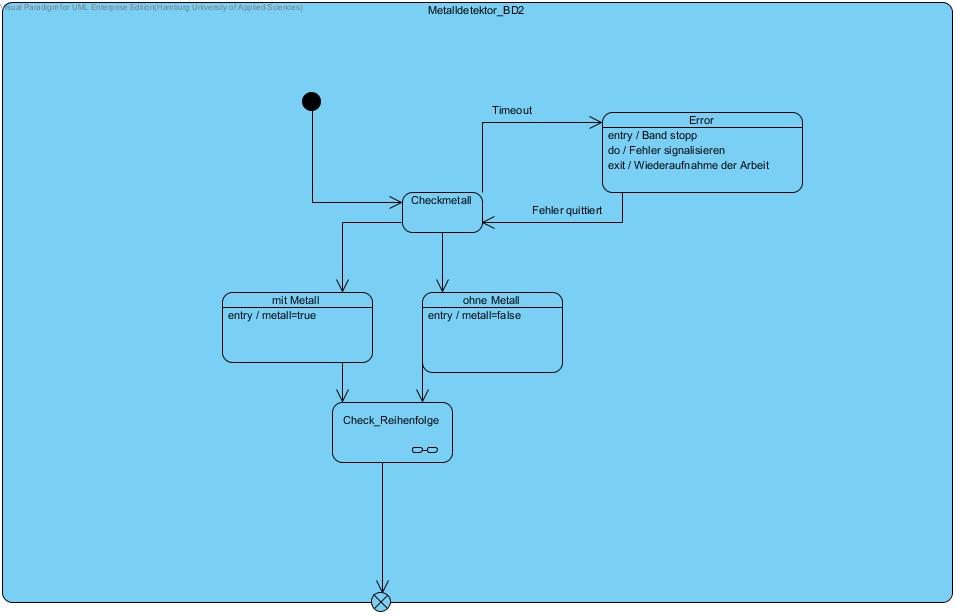 Visual Paradigm for UML Enterprise Edition(Hamburg University of Applied Sciences)
Metalldetektor_BD2
Timeout
Error
entry / Band stopp
do / Fehler signalisieren
exit / Wiederaufnahme der Arbeit
Checkmetall
Fehler quittiert
mit Metall
entry / metall=true
ohne Metall
entry / metall=false
Check_Reihenfolge